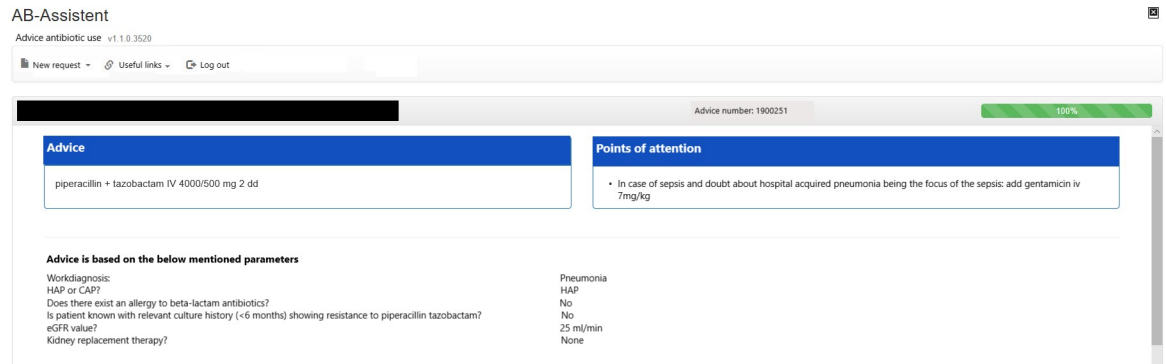 AB-Assistent
Advice antibiotic use v1.1.0.3520
New request Useful links Log out
Advice number: 1900251 100%
Advice
piperacillin + tazobactam IV 4000/500 mg 2 dd
Points of attention
• In case of sepsis and doubt about hospital acquired pneumonia being the focus of the sepsis: add gentamicin iv
7mg/kg
Advice is based on the below mentioned parameters
Workdiagnosis: Pneumonia
HAP or CAP? HAP
Does there exist an allergy to beta-lactam antibiotics? No
Is patient known with relevant culture history (<6 months) showing resistance to piperacillin tazobactam? No
eGFR value? 25 ml/min
Kidney replacement therapy? None